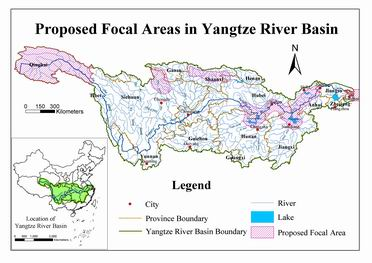 Proposed Focal Areas in Yangtze River Basin
N
Qinghai
Gansu
Shaanxi
Henan
Tibet
Sichuan
Hubei
Anhui
Jiangsu
Zhejiang
0 150 300
Kilometers
Hunan
Guizhou
Yunnan
Guangxi
Location of
Yangtze River Basin
Kilometers
Legend
City
River
Province Boundary
Lake
Yangtze River Basin Boundary
Proposed Focal Area